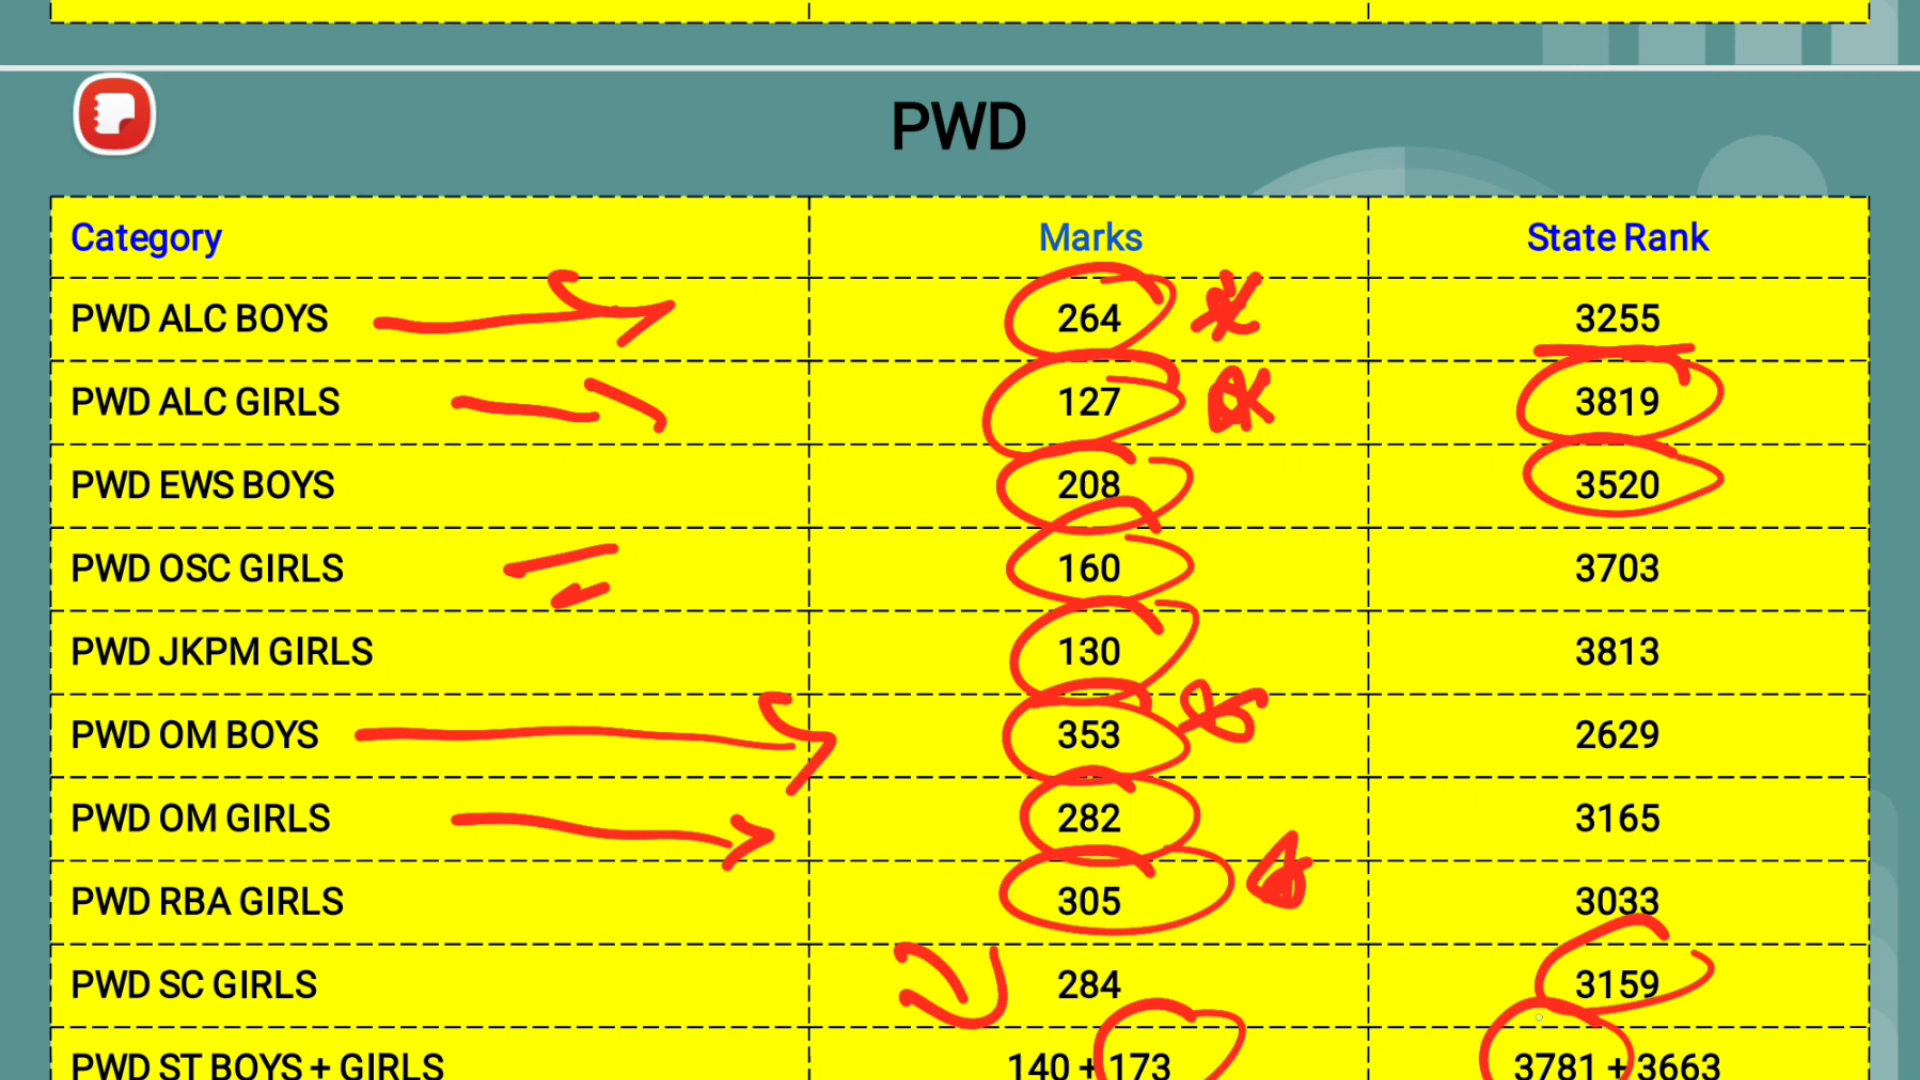 PWD
Category Marks State Rank
PWD ALC BOYS 264 3255
PWD ALC GIRLS 127 3819
PWD EWS BOYS 208 3520
PWD OSC GIRLS 160 3703
PWD JKPM GIRLS 130 3813
PWD OM BOYS 353 2629
PWD OM GIRLS 282 3165
PWD RBA GIRLS 305 3033
PWD SC GIRLS 284 3159
PWD ST BOYS + GIRLS 140 + 173 3781 + 3663